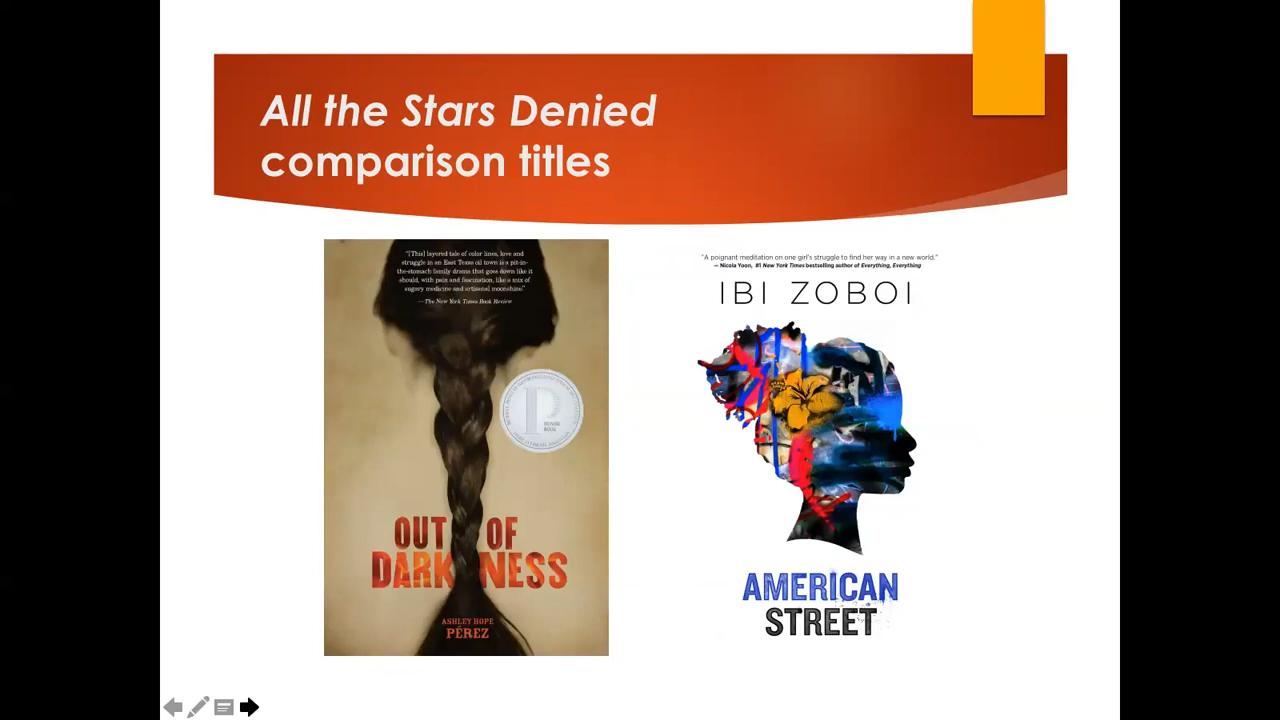 All the Stars Denied
comparison titles
"[This] layered tale of color lines, love and
struggle in an East Texas oil town is a pit-in-
the-stomach family drama that goes down like it
should, with pain and fascination, like a mix of
sugary medicine and artisanal moonshine."
—The New York Times Book Review
P
OUT OF
DARKNESS
ASHLEY HOPE
PÉREZ
"A poignant meditation on one girl's struggle to find her way in a new world."
— Nicola Yoon, #1 New York Times bestselling author of Everything, Everything
IBI ZOBOI
AMERICAN
STREET